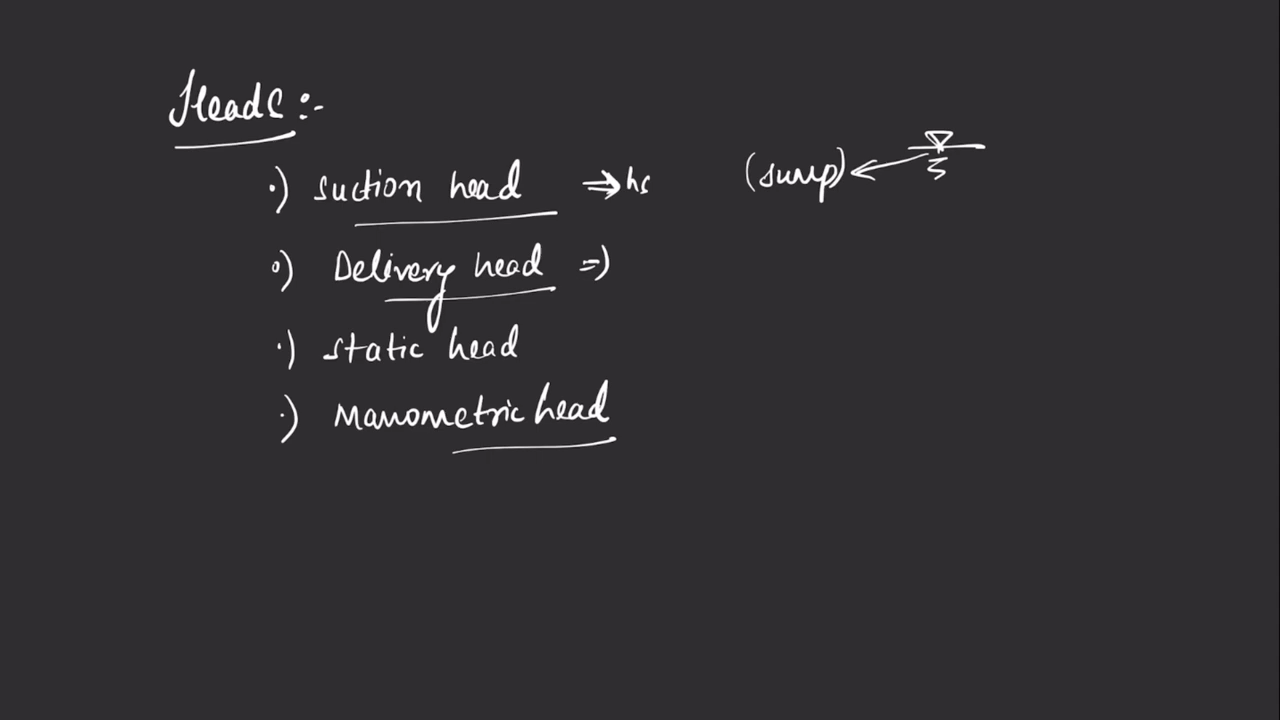 Heads :-
·) Suction head ⇒ hs (sump)
·) Delivery head =)
·) Static head
·) Manometric head